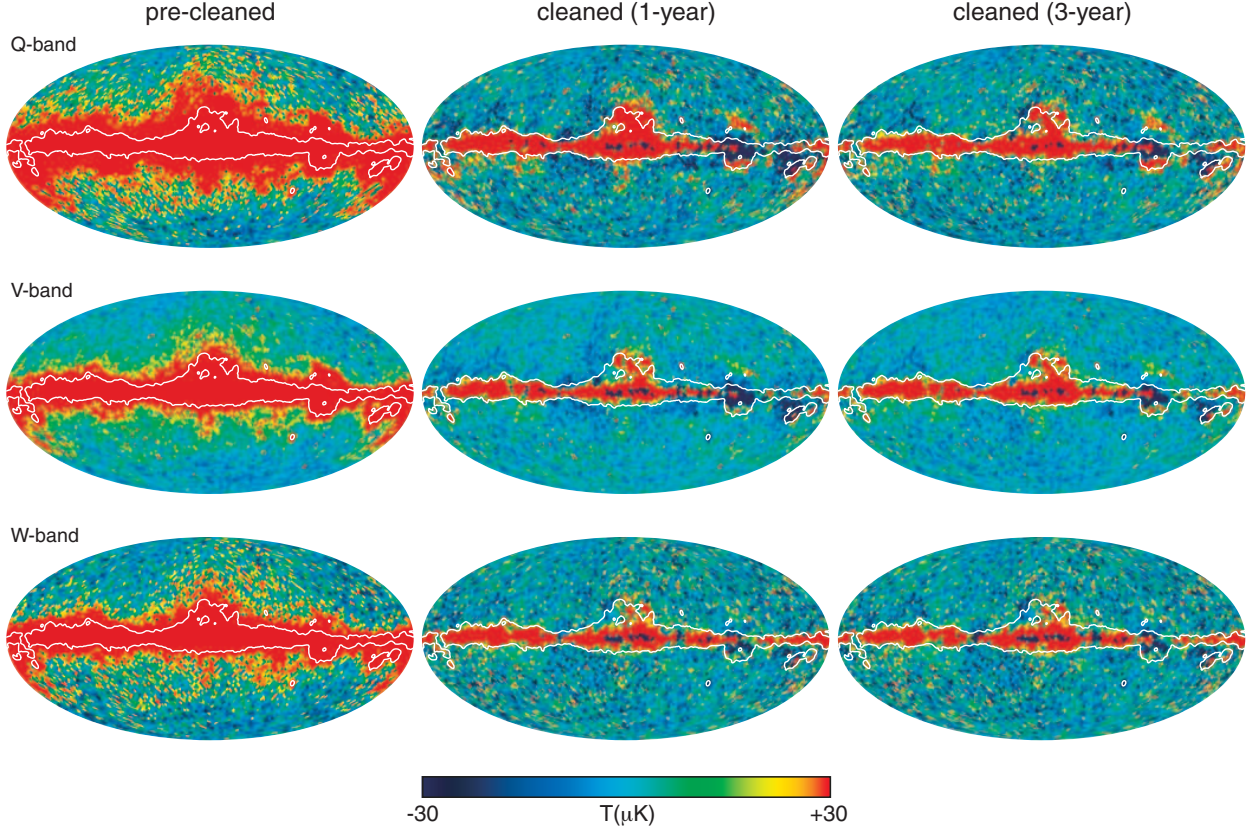 pre-cleaned cleaned (1-year) cleaned (3-year)
Q-band
V-band
W-band
-30 T(μK) +30